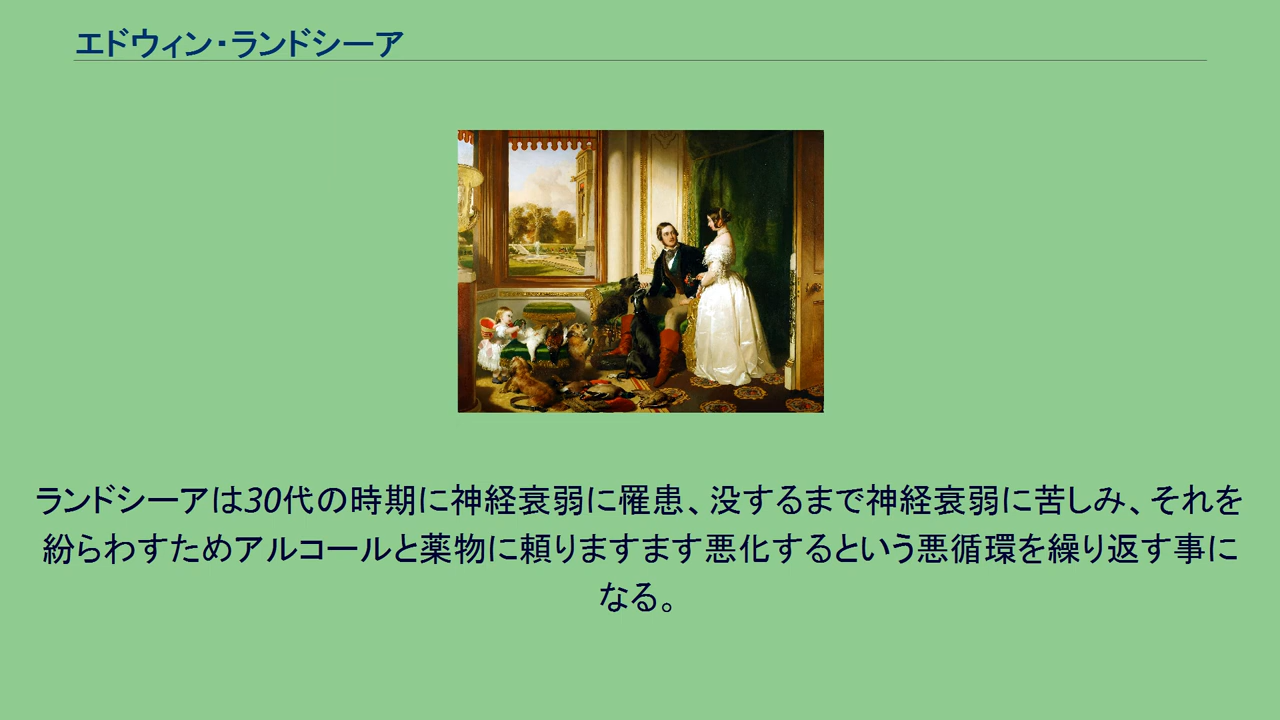 エドウィン・ランドシーア
ランドシーアは30代の時期に神経衰弱に罹患、没するまで神経衰弱に苦しみ、それを
紛らわすためアルコールと薬物に頼りますます悪化するという悪循環を繰り返す事に
なる。